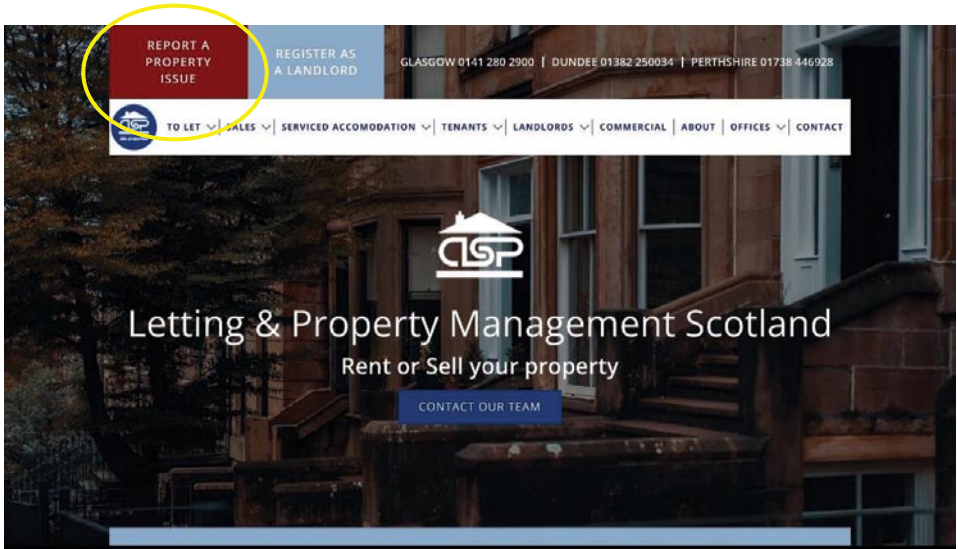 REPORT A
PROPERTY
ISSUE
REGISTER AS
A LANDLORD
GLASGOW 0141 280 2900 | DUNDEE 01382 250034 | PERTHSHIRE 01738 446928
TO LET | SALES | SERVICED ACCOMODATION | TENANTS | LANDLORDS | COMMERCIAL | ABOUT | OFFICES | CONTACT
Letting & Property Management Scotland
Rent or Sell your property
CONTACT OUR TEAM